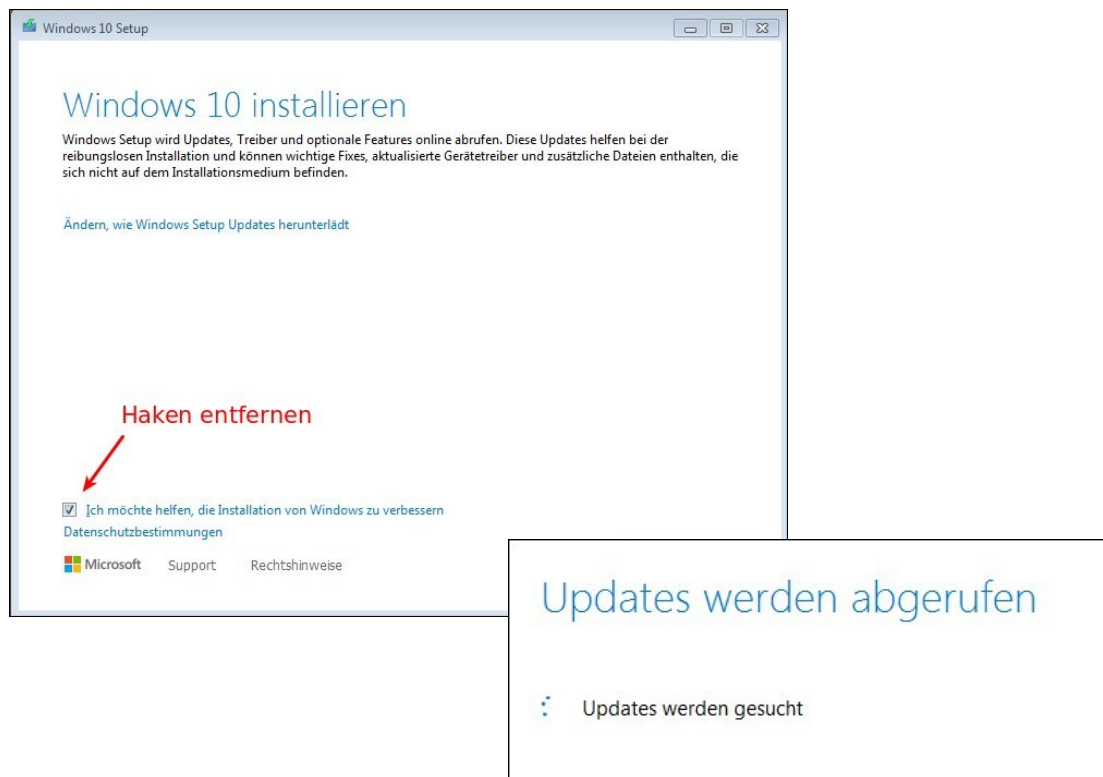 Windows 10 Setup
Windows 10 installieren
Windows Setup wird Updates, Treiber und optionale Features online abrufen. Diese Updates helfen bei der
reibungslosen Installation und können wichtige Fixes, aktualisierte Gerätetreiber und zusätzliche Dateien enthalten, die
sich nicht auf dem Installationsmedium befinden.
Ändern, wie Windows Setup Updates herunterlädt
Haken entfernen
Ich möchte helfen, die Installation von Windows zu verbessern
Datenschutzbestimmungen
Microsoft Support Rechtshinweise
Updates werden abgerufen
Updates werden gesucht